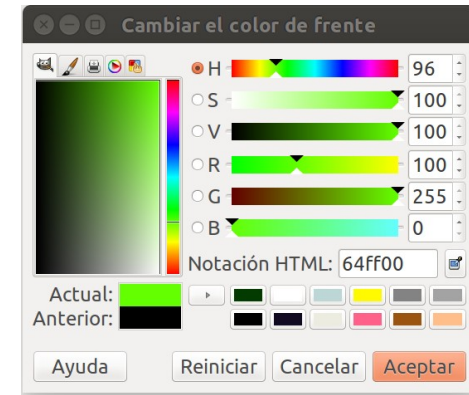 Cambiar el color de frente
H 96
S 100
V 100
R 100
G 255
B 0
Notación HTML: 64ff00
Actual:
Anterior:
Ayuda Reiniciar Cancelar Aceptar